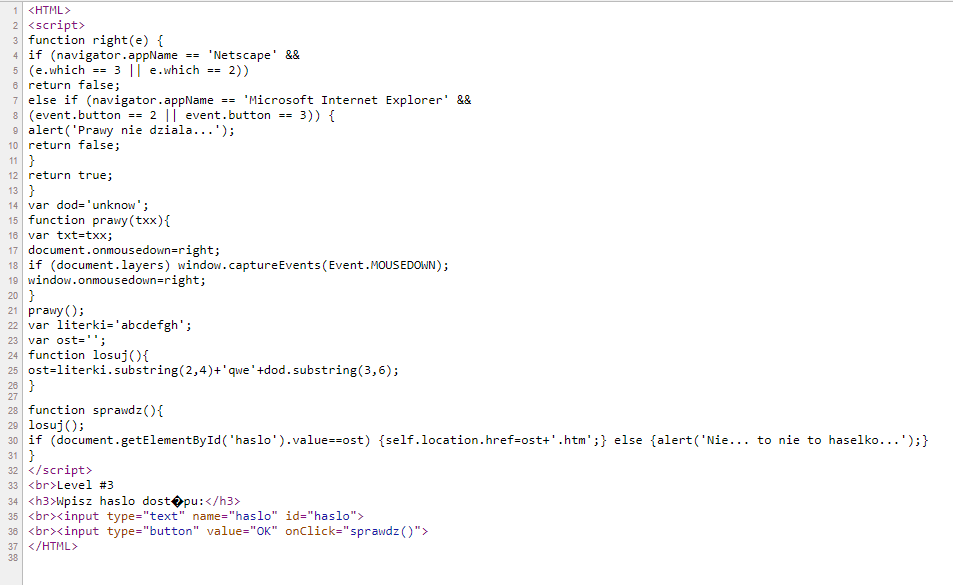 1 <HTML>
2 <script>
3 function right(e) {
4 if (navigator.appName == 'Netscape' &&
5 (e.which == 3 || e.which == 2))
6 return false;
7 else if (navigator.appName == 'Microsoft Internet Explorer' &&
8 (event.button == 2 || event.button == 3)) {
9 alert('Prawy nie dziala...');
10 return false;
11 }
12 return true;
13 }
14 var dod='unknow';
15 function prawy(txx){
16 var txt=txx;
17 document.onmousedown=right;
18 if (document.layers) window.captureEvents(Event.MOUSEDOWN);
19 window.onmousedown=right;
20 }
21 prawy();
22 var literki='abcdefgh';
23 var ost='';
24 function losuj(){
25 ost=literki.substring(2,4)+'qwe'+dod.substring(3,6);
26 }
27
28 function sprawdz(){
29 losuj();
30 if (document.getElementById('haslo').value==ost) {self.location.href=ost+'.htm';} else {alert('Nie... to nie to haselko...');}
31 }
32 </script>
33 <br>Level #3
34 <h3>Wpisz haslo dost�pu:</h3>
35 <br><input type="text" name="haslo" id="haslo">
36 <br><input type="button" value="OK" onClick="sprawdz()">
37 </HTML>
38